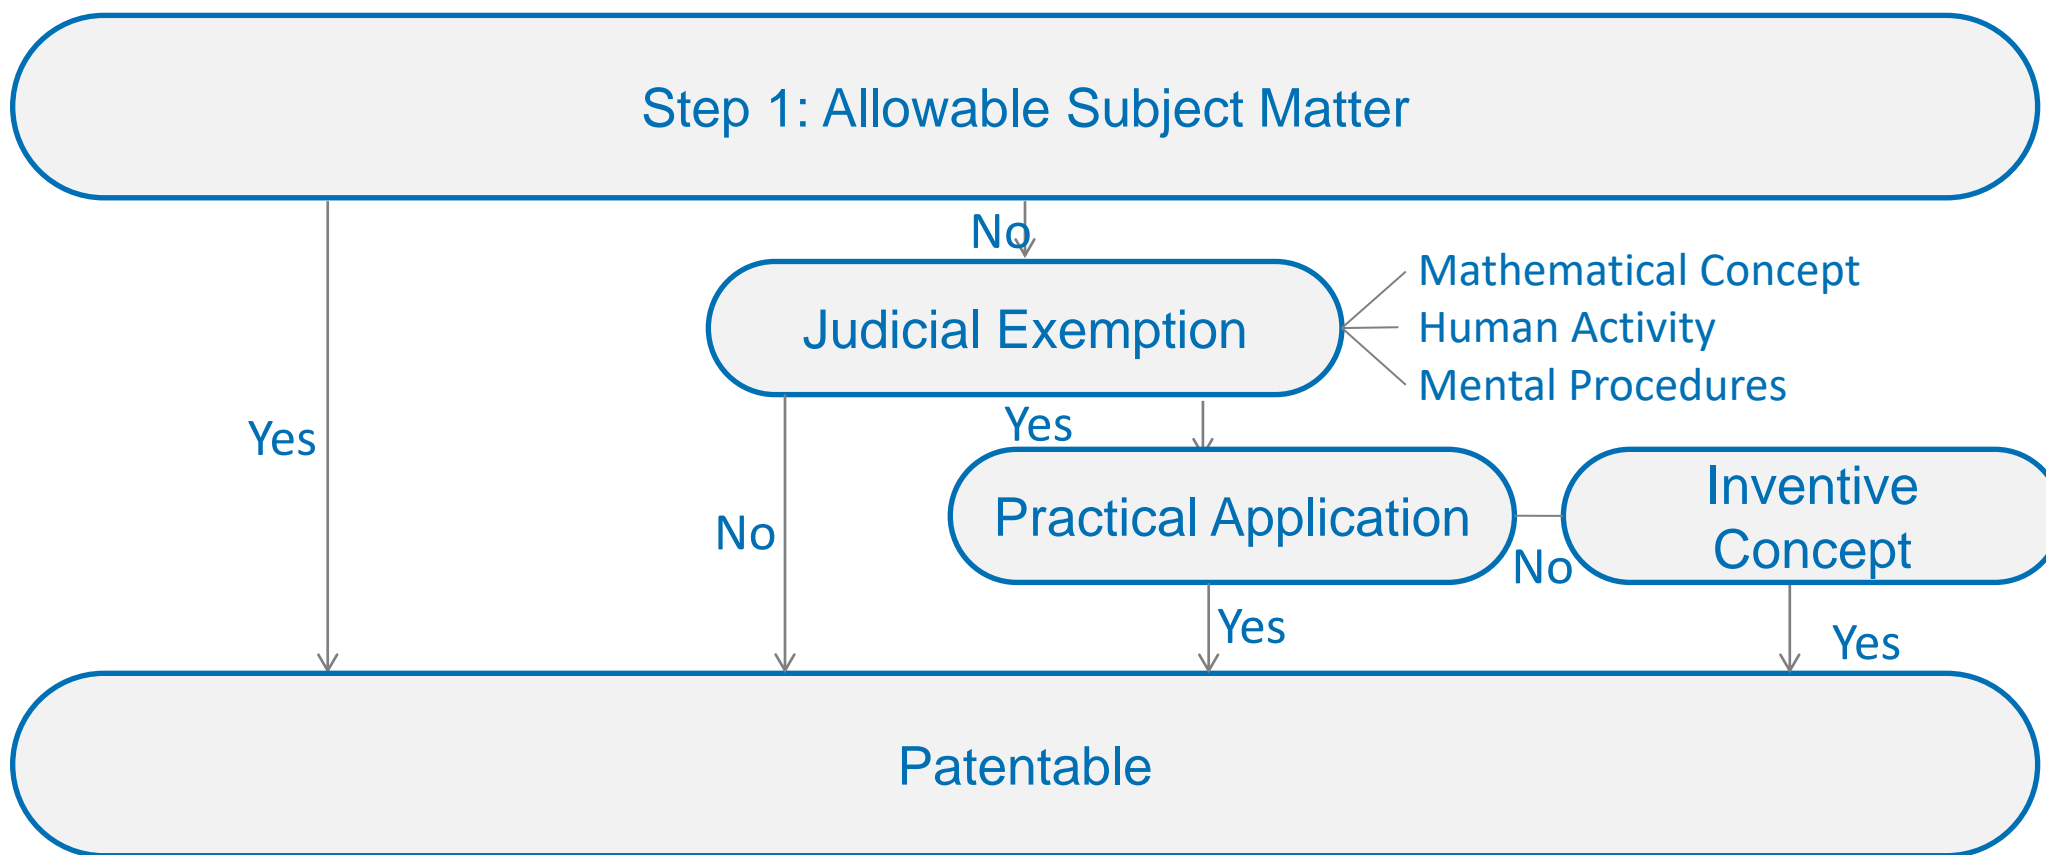 Step 1: Allowable Subject Matter
No
Judicial Exemption
Mathematical Concept
Human Activity
Mental Procedures
Yes
Yes
No
Practical Application
No
Inventive
Concept
Yes
Yes
Patentable